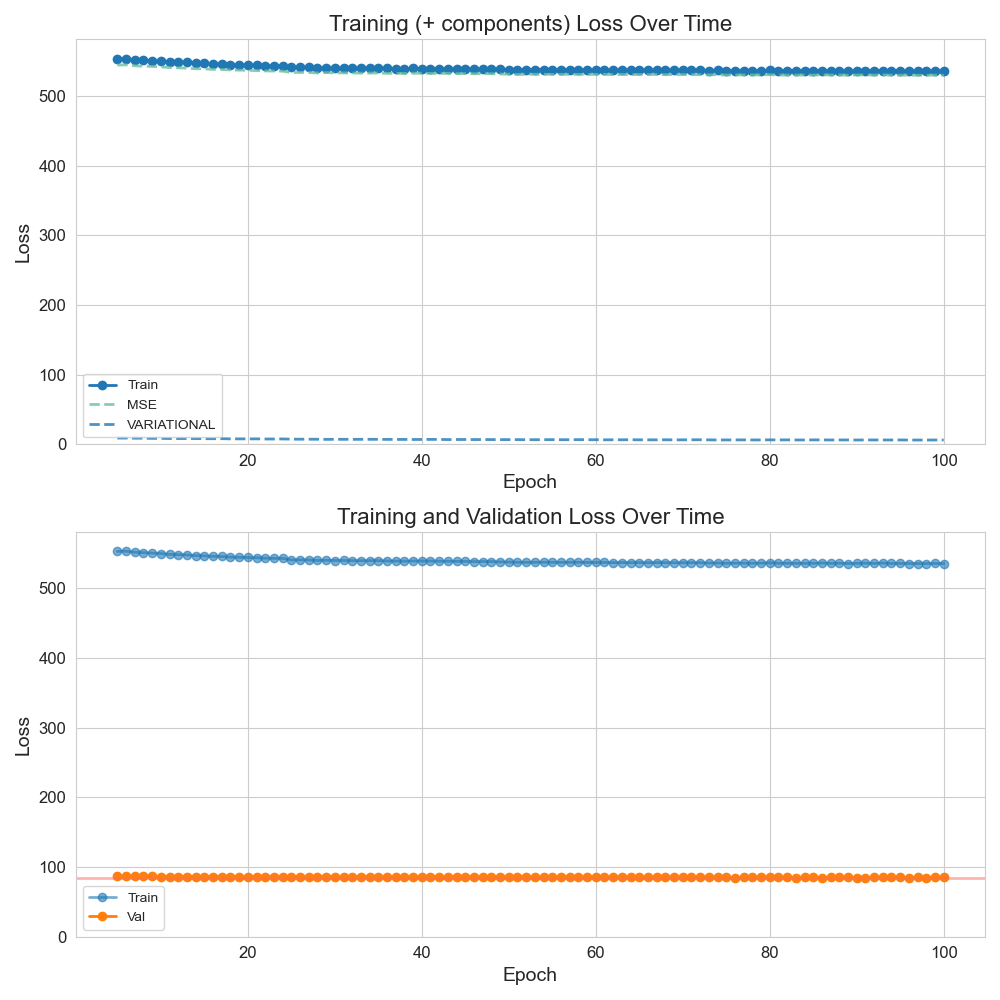 Training (+ components) Loss Over Time
500
400
300
200
100
0
Loss
Train
MSE
VARIATIONAL
20
40
60
80
100
Epoch
Training and Validation Loss Over Time
500
400
300
200
100
0
Loss
Train
Val
20
40
60
80
100
Epoch